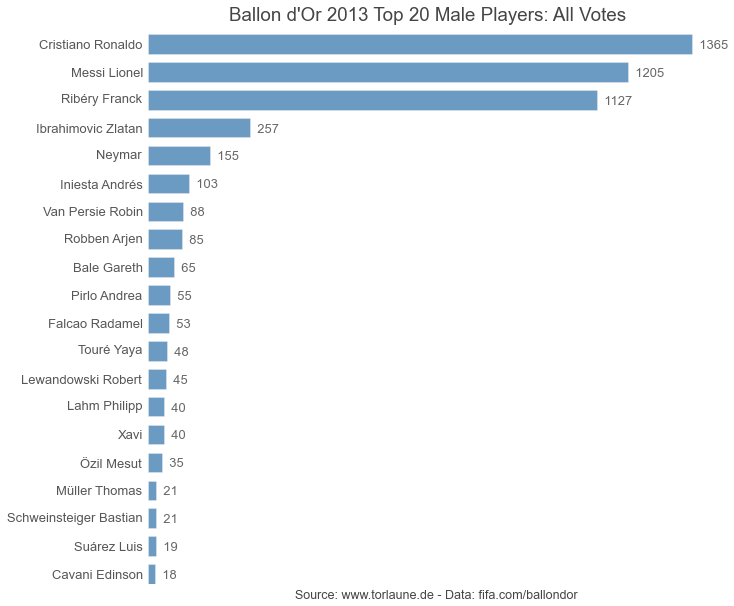 Ballon d'Or 2013 Top 20 Male Players: All Votes
Cristiano Ronaldo 1365
Messi Lionel 1205
Ribéry Franck 1127
Ibrahimovic Zlatan 257
Neymar 155
Iniesta Andrés 103
Van Persie Robin 88
Robben Arjen 85
Bale Gareth 65
Pirlo Andrea 55
Falcao Radamel 53
Touré Yaya 48
Lewandowski Robert 45
Lahm Philipp 40
Xavi 40
Özil Mesut 35
Müller Thomas 21
Schweinsteiger Bastian 21
Suárez Luis 19
Cavani Edinson 18
Source: www.torlaune.de - Data: fifa.com/ballondor